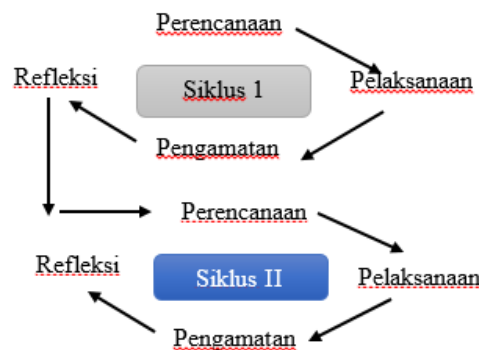 Perencanaan
Refleksi
Siklus 1
Pelaksanaan
Pengamatan
Perencanaan
Refleksi
Siklus II
Pelaksanaan
Pengamatan